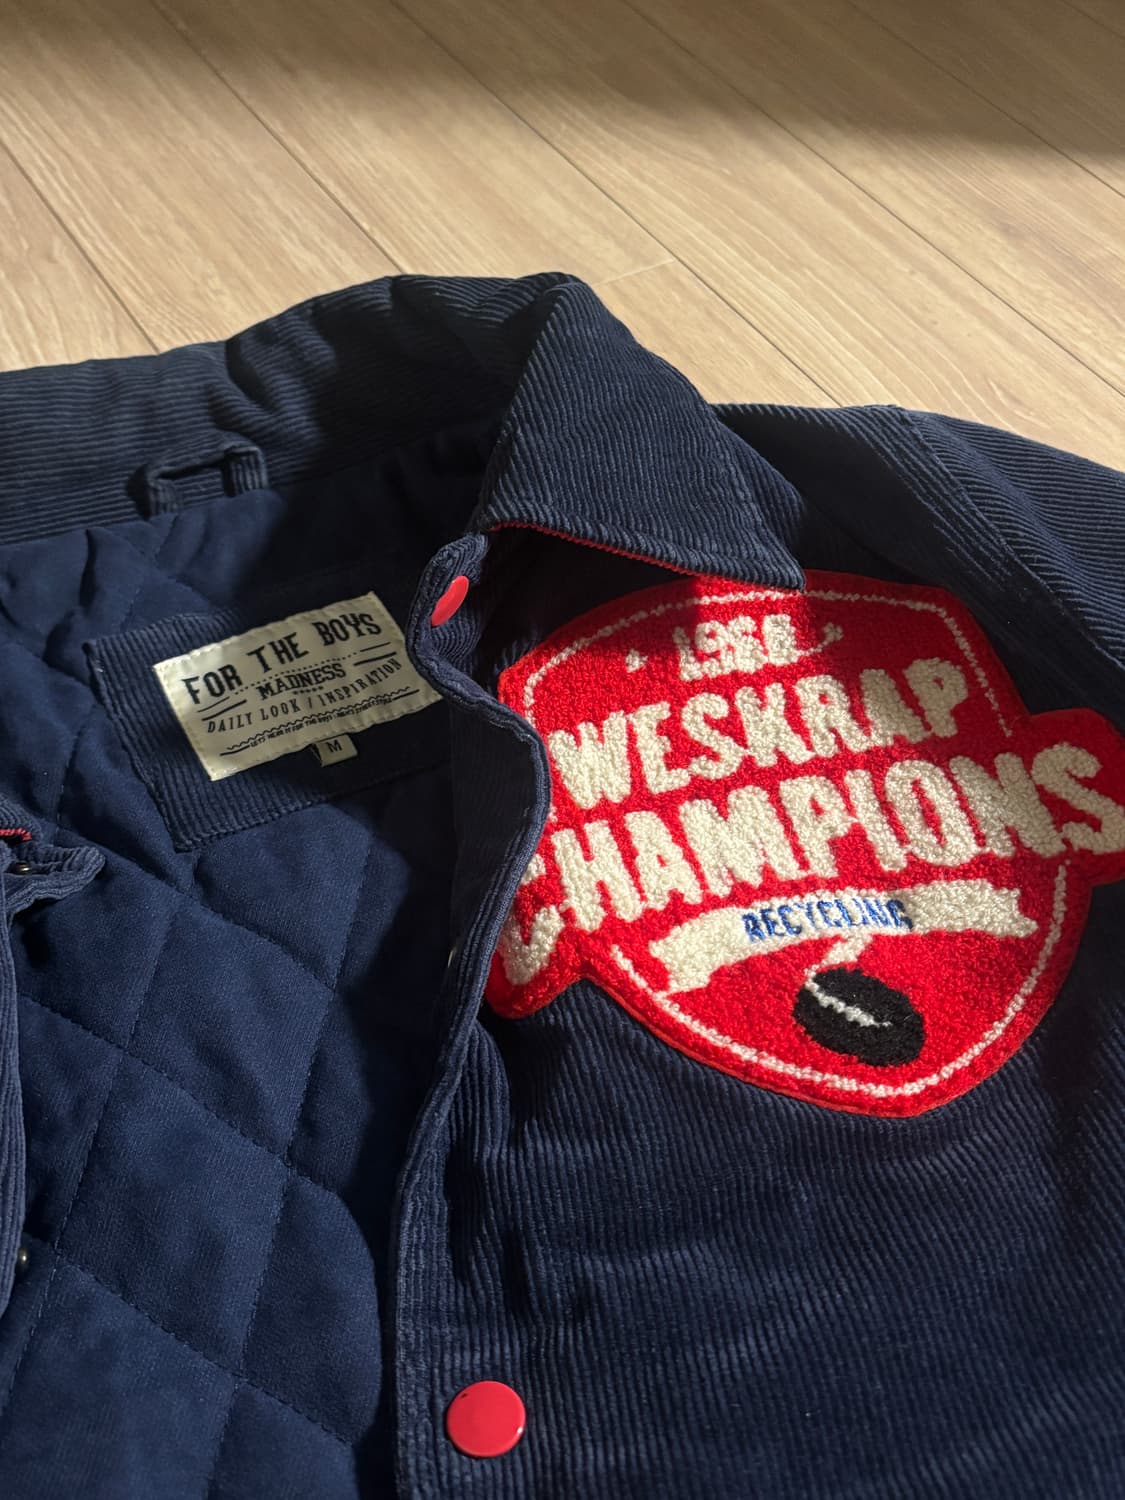 FOR THE BOYS
MADNESS
DAILY LOOK / INSPIRATION
M
WESKRAP
CHAMPIONS
RECYCLING